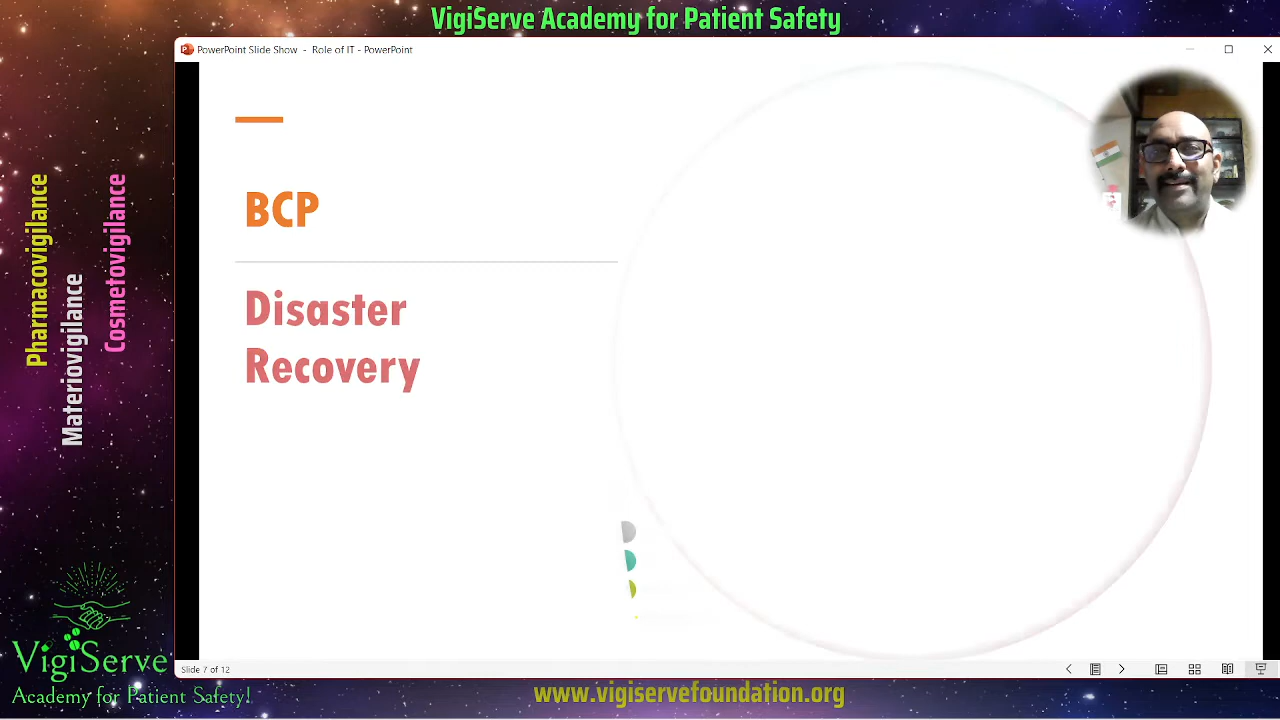 VigiServe Academy for Patient Safety
PowerPoint Slide Show - Role of IT - PowerPoint
BCP
Disaster
Recovery
Pharmacovigilance
Materiovigilance
Cosmetovigilance
VigiServe
Academy for Patient Safety!
Slide 7 of 12
www.vigiservefoundation.org